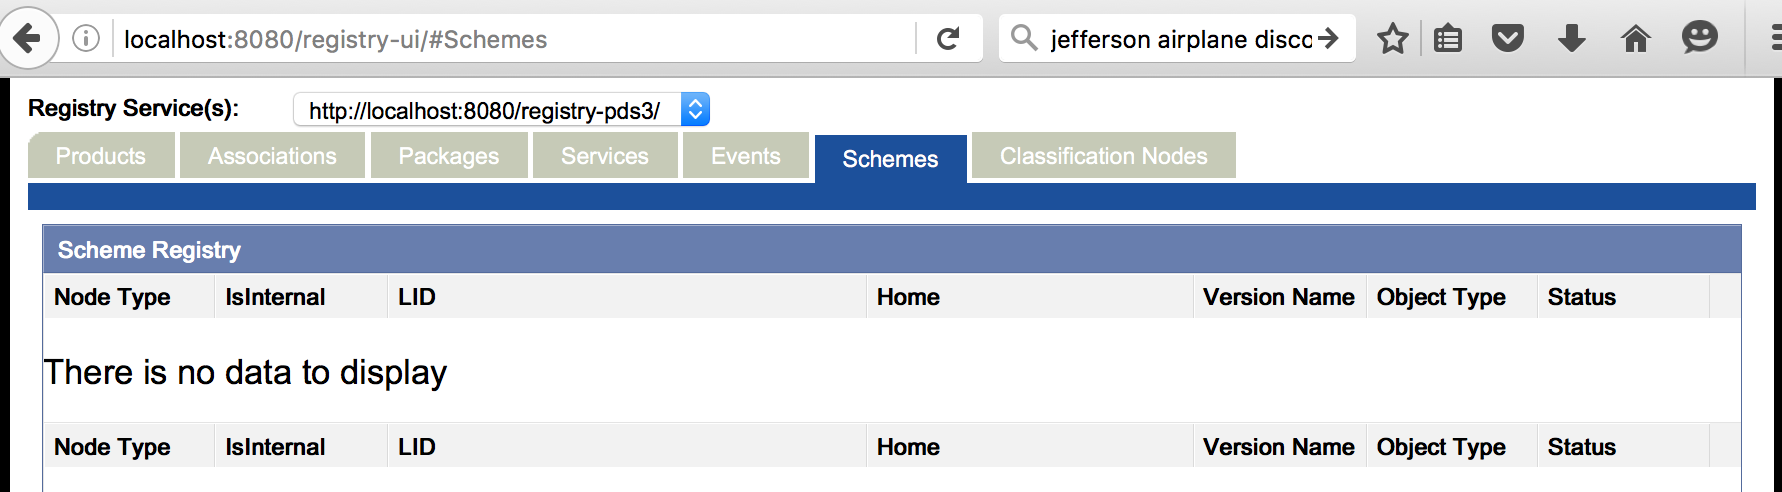 localhost:8080/registry-ui/#Schemes jefferson airplane disco
Registry Service(s): http://localhost:8080/registry-pds3/
Products Associations Packages Services Events Schemes Classification Nodes
Scheme Registry
Node Type IsInternal LID Home Version Name Object Type Status
There is no data to display
Node Type IsInternal LID Home Version Name Object Type Status